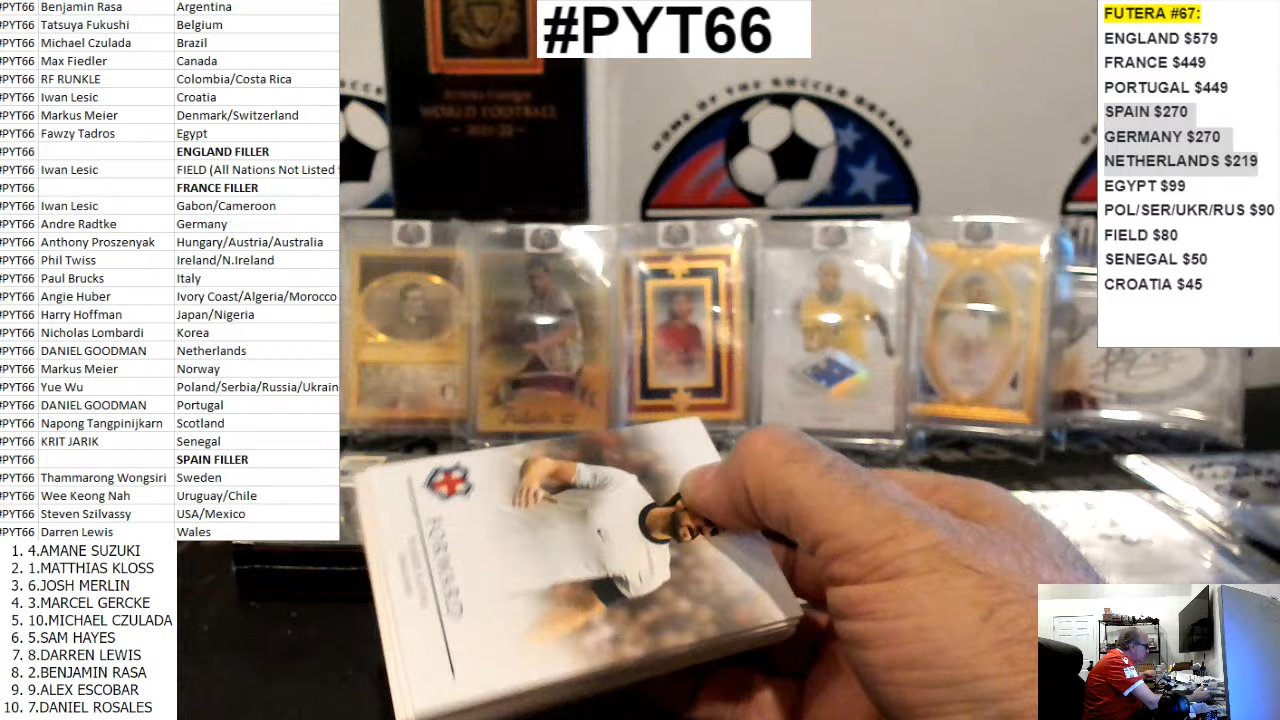 #PYT66 Benjamin Rasa Argentina
#PYT66 Tatsuya Fukushi Belgium
#PYT66 Michael Czulada Brazil
#PYT66 Max Fiedler Canada
#PYT66 RF RUNKLE Colombia/Costa Rica
#PYT66 Iwan Lesic Croatia
#PYT66 Markus Meier Denmark/Switzerland
#PYT66 Fawzy Tadros Egypt
#PYT66 ENGLAND FILLER
#PYT66 Iwan Lesic FIELD (All Nations Not Listed
#PYT66 FRANCE FILLER
#PYT66 Iwan Lesic Gabon/Cameroon
#PYT66 Andre Radtke Germany
#PYT66 Anthony Proszenyak Hungary/Austria/Australia
#PYT66 Phil Twiss Ireland/N.Ireland
#PYT66 Paul Brucks Italy
#PYT66 Angie Huber Ivory Coast/Algeria/Morocco
#PYT66 Harry Hoffman Japan/Nigeria
#PYT66 Nicholas Lombardi Korea
#PYT66 DANIEL GOODMAN Netherlands
#PYT66 Markus Meier Norway
#PYT66 Yue Wu Poland/Serbia/Russia/Ukrain
#PYT66 DANIEL GOODMAN Portugal
#PYT66 Napong Tangpinijkarn Scotland
#PYT66 KRIT JARIK Senegal
#PYT66 SPAIN FILLER
#PYT66 Thammarong Wongsiri Sweden
#PYT66 Wee Keong Nah Uruguay/Chile
#PYT66 Steven Szilvassy USA/Mexico
#PYT66 Darren Lewis Wales
1. 4.AMANE SUZUKI
2. 1.MATTHIAS KLOSS
3. 6.JOSH MERLIN
4. 3.MARCEL GERCKE
5. 10.MICHAEL CZULADA
6. 5.SAM HAYES
7. 8.DARREN LEWIS
8. 2.BENJAMIN RASA
9. 9.ALEX ESCOBAR
10. 7.DANIEL ROSALES
#PYT66
WORLD FOOTBALL
HOME OF THE SOCCER
FORWARD
FUTERA #67:
ENGLAND $579
FRANCE $449
PORTUGAL $449
SPAIN $270
GERMANY $270
NETHERLANDS $219
EGYPT $99
POL/SER/UKR/RUS $90
FIELD $80
SENEGAL $50
CROATIA $45